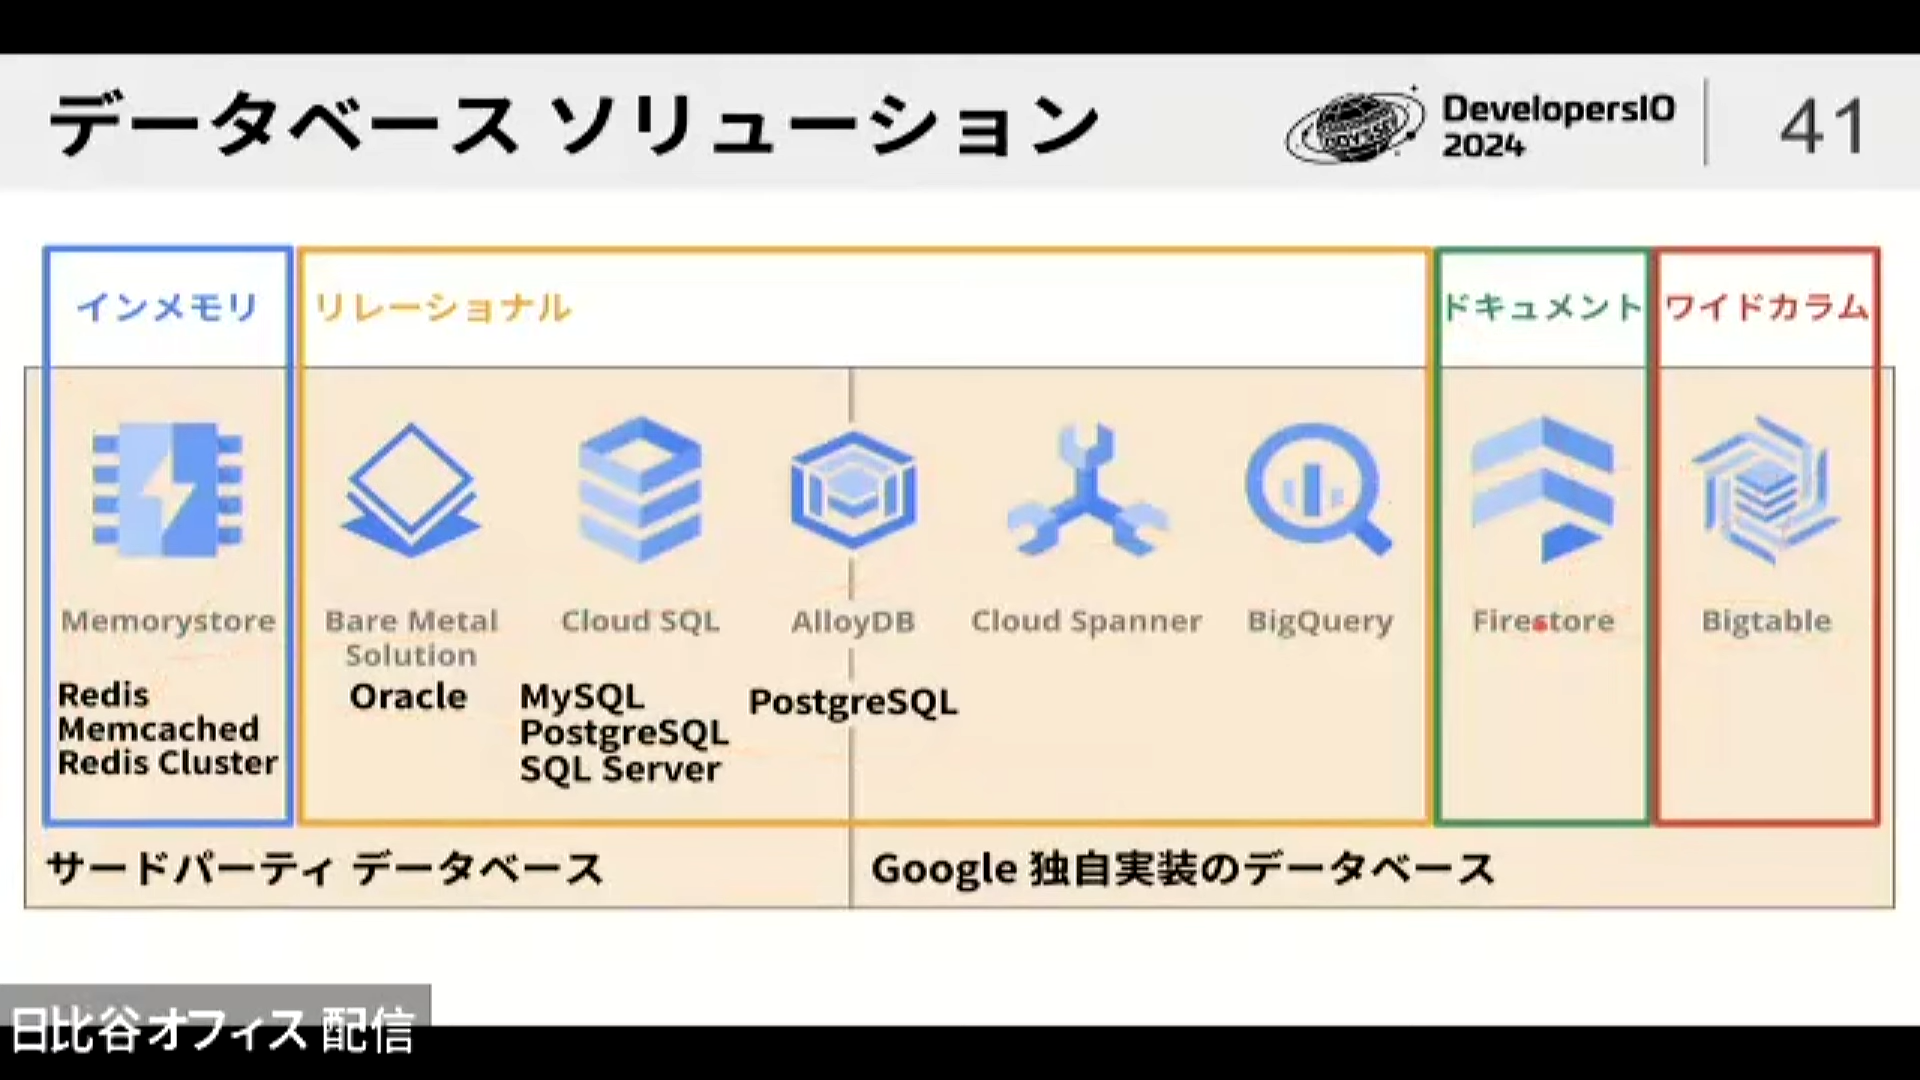 データベース ソリューション
ODYSSEY
DevelopersIO
2024
41
インメモリ
リレーショナル
ドキュメント
ワイドカラム
Memorystore
Bare Metal
Solution
Cloud SQL
AlloyDB
Cloud Spanner
BigQuery
Firestore
Bigtable
Redis
Memcached
Redis Cluster
Oracle
MySQL
PostgreSQL
SQL Server
PostgreSQL
サードパーティ データベース
Google 独自実装のデータベース
日比谷オフィス 配信